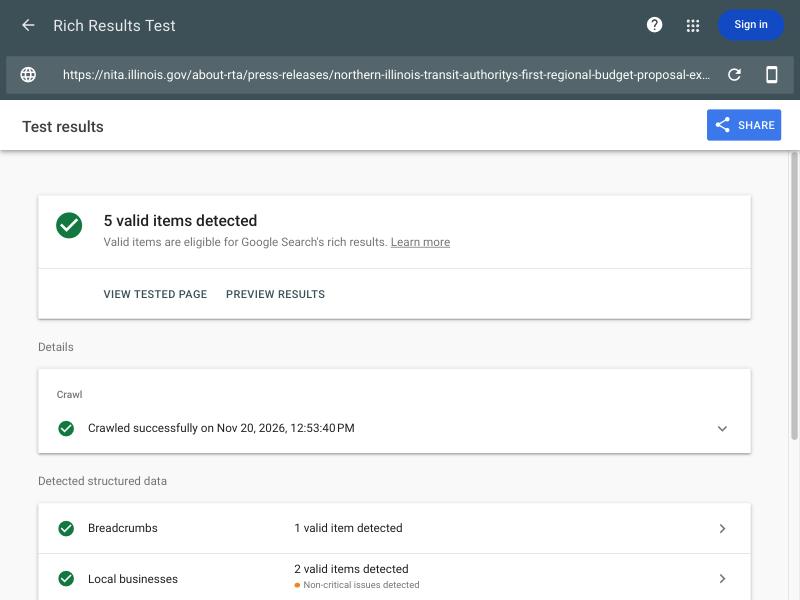 Rich Results Test
Sign in
https://nita.illinois.gov/about-rta/press-releases/northern-illinois-transit-authoritys-first-regional-budget-proposal-ex...
Test results
SHARE
5 valid items detected
Valid items are eligible for Google Search's rich results. Learn more
VIEW TESTED PAGE PREVIEW RESULTS
Details
Crawl
Crawled successfully on Nov 20, 2026, 12:53:40 PM
Detected structured data
Breadcrumbs 1 valid item detected
Local businesses 2 valid items detected
Non-critical issues detected